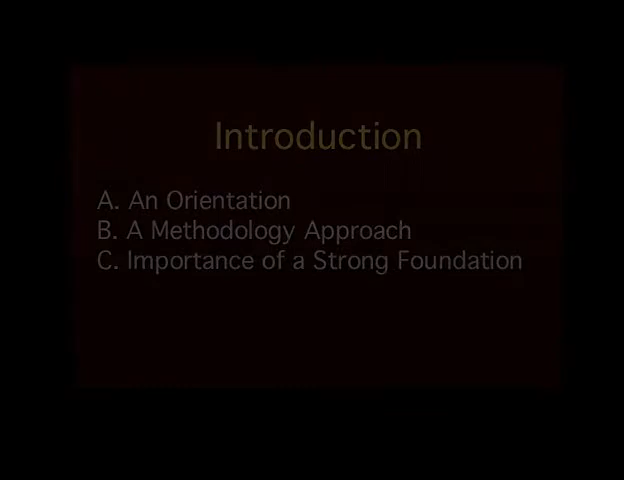 Introduction
A. An Orientation
B. A Methodology Approach
C. Importance of a Strong Foundation